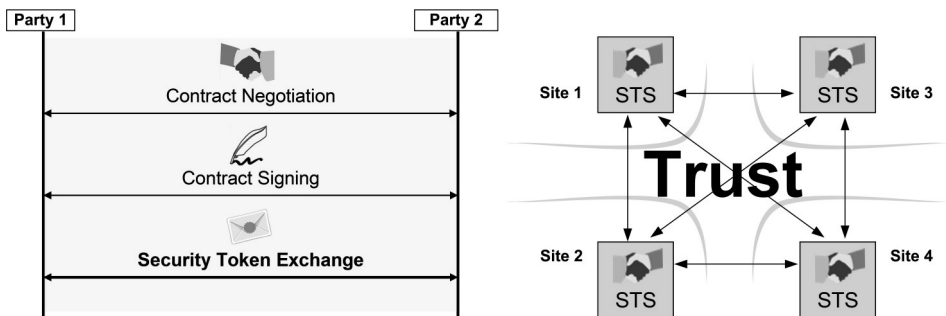 Party 1
Party 2
Contract Negotiation
Contract Signing
Security Token Exchange
Site 1
STS
STS
Site 3
Trust
Site 2
STS
STS
Site 4